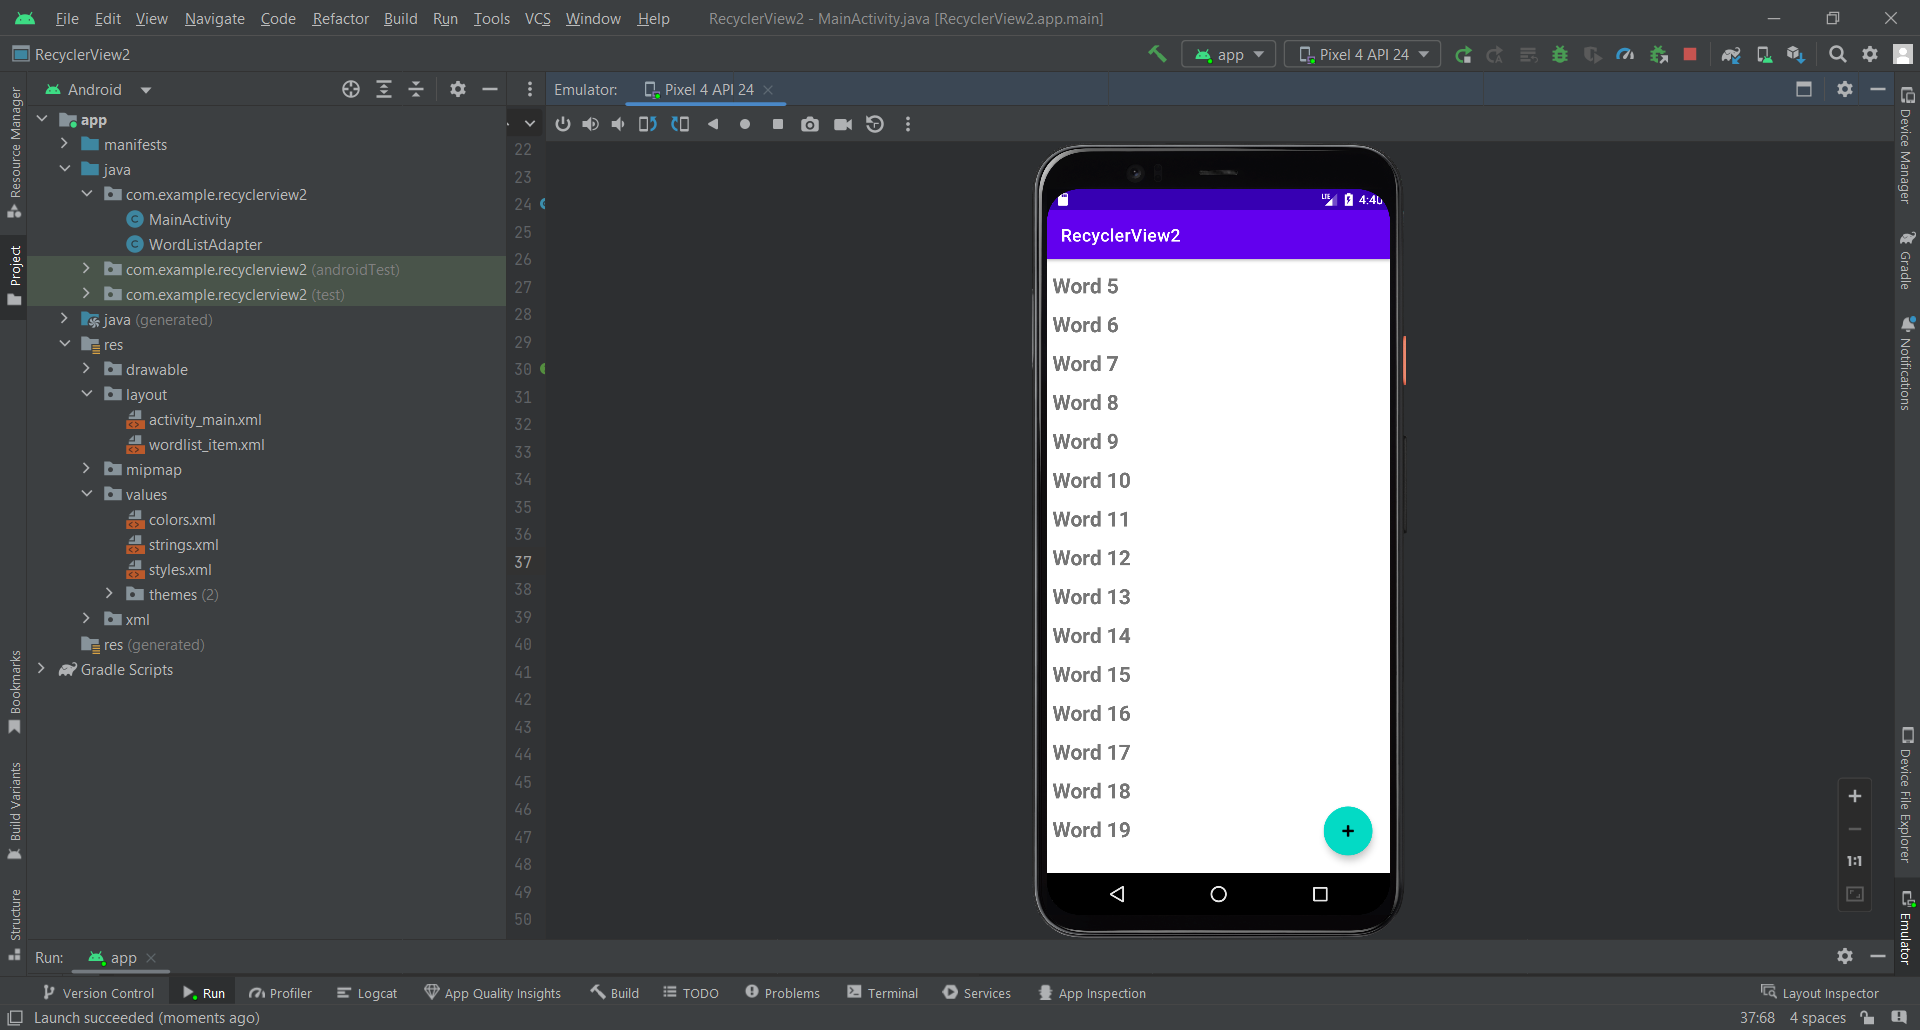 File Edit View Navigate Code Refactor Build Run Tools VCS Window Help RecyclerView2 - MainActivity.java [RecyclerView2.app.main]
RecyclerView2 app Pixel 4 API 24
Android Emulator: Pixel 4 API 24
app
manifests
java
com.example.recyclerview2
MainActivity
WordListAdapter
com.example.recyclerview2 (androidTest)
com.example.recyclerview2 (test)
java (generated)
res
drawable
layout
activity_main.xml
wordlist_item.xml
mipmap
values
colors.xml
strings.xml
styles.xml
themes (2)
xml
res (generated)
Gradle Scripts
22
23
24
25
26
27
28
29
30
31
32
33
34
35
36
37
38
39
40
41
42
43
44
45
46
47
48
49
50
LTE 4:40
RecyclerView2
Word 5
Word 6
Word 7
Word 8
Word 9
Word 10
Word 11
Word 12
Word 13
Word 14
Word 15
Word 16
Word 17
Word 18
Word 19
1:1
Resource Manager
Project
Bookmarks
Build Variants
Structure
Device Manager
Gradle
Notifications
Device File Explorer
Emulator
Run: app
Version Control Run Profiler Logcat App Quality Insights Build TODO Problems Terminal Services App Inspection Layout Inspector
Launch succeeded (moments ago) 37:68 4 spaces